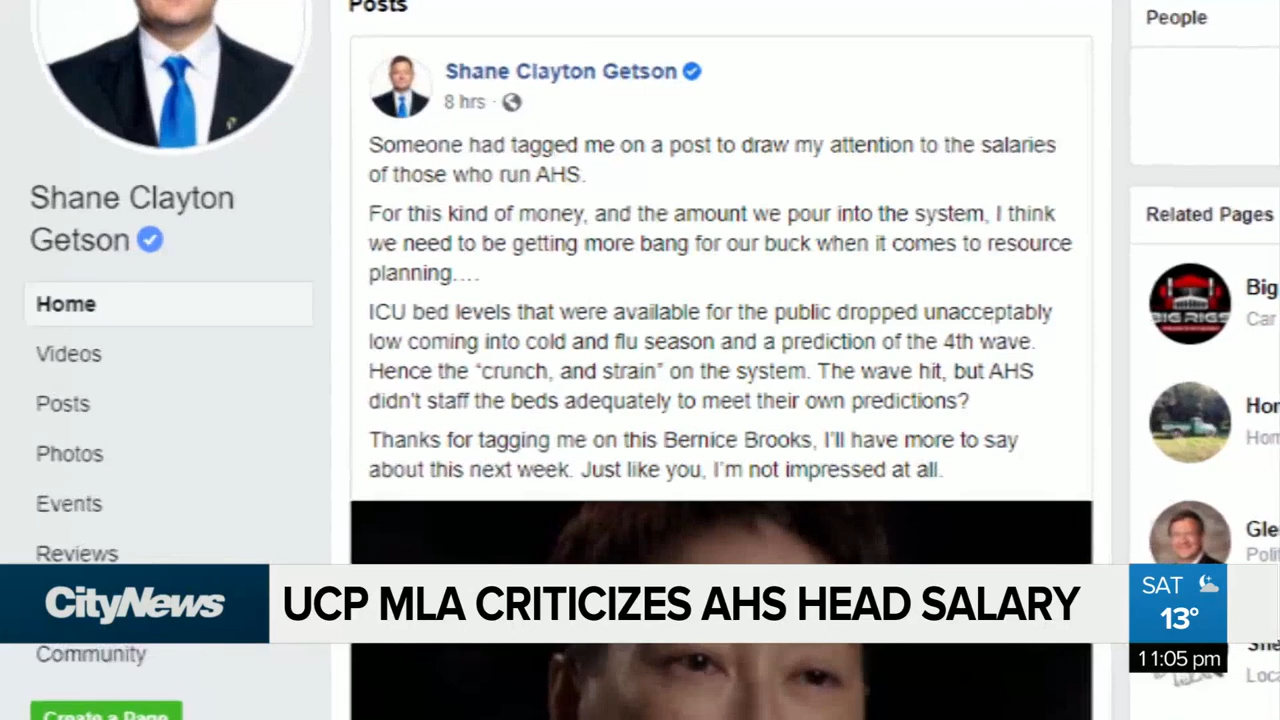 Posts
Shane Clayton Getson
8 hrs ·
Someone had tagged me on a post to draw my attention to the salaries
of those who run AHS.
For this kind of money, and the amount we pour into the system, I think
we need to be getting more bang for our buck when it comes to resource
planning....
ICU bed levels that were available for the public dropped unacceptably
low coming into cold and flu season and a prediction of the 4th wave.
Hence the “crunch, and strain” on the system. The wave hit, but AHS
didn't staff the beds adequately to meet their own predictions?
Thanks for tagging me on this Bernice Brooks, I'll have more to say
about this next week. Just like you, I'm not impressed at all.
Shane Clayton
Getson
Home
Videos
Posts
Photos
Events
Reviews
Community
Create a Page
People
Related Pages
BIG RIGS
Big
Car
Hor
Hom
Gle
Polit
Loca
CityNews
UCP MLA CRITICIZES AHS HEAD SALARY
SAT
13°
11:05 pm